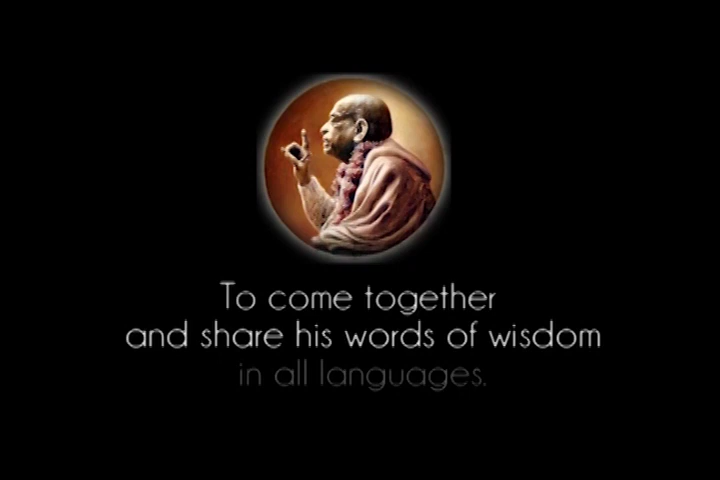 To come together
and share his words of wisdom
in all languages.